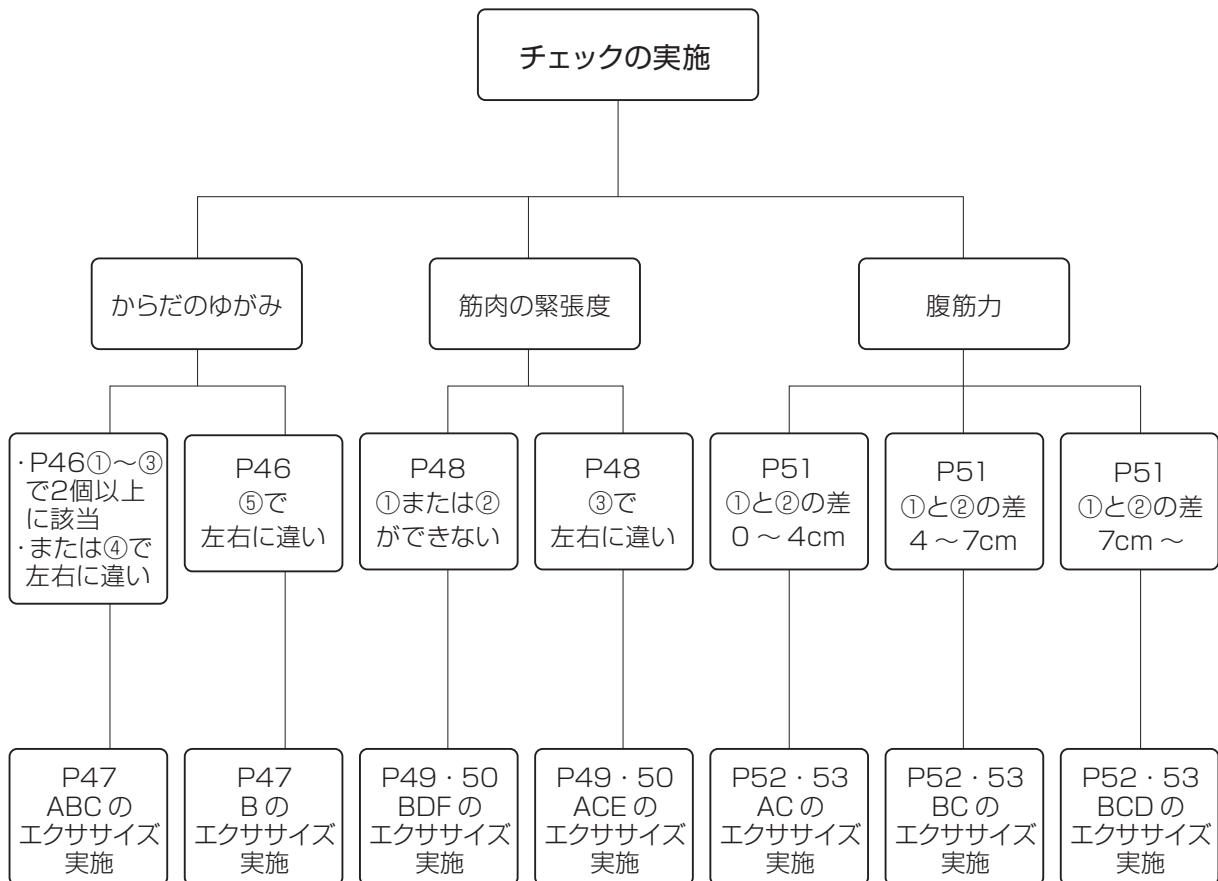 チェックの実施
からだのゆがみ
筋肉の緊張度
腹筋力
・P46①～③
で2個以上
に該当
・または④で
左右に違い
P46
⑤で
左右に違い
P48
①または②
ができない
P48
③で
左右に違い
P51
①と②の差
0～4cm
P51
①と②の差
4～7cm
P51
①と②の差
7cm～
P47
ABCの
エクササイズ
実施
P47
Bの
エクササイズ
実施
P49・50
BDFの
エクササイズ
実施
P49・50
ACEの
エクササイズ
実施
P52・53
ACの
エクササイズ
実施
P52・53
BCの
エクササイズ
実施
P52・53
BCDの
エクササイズ
実施